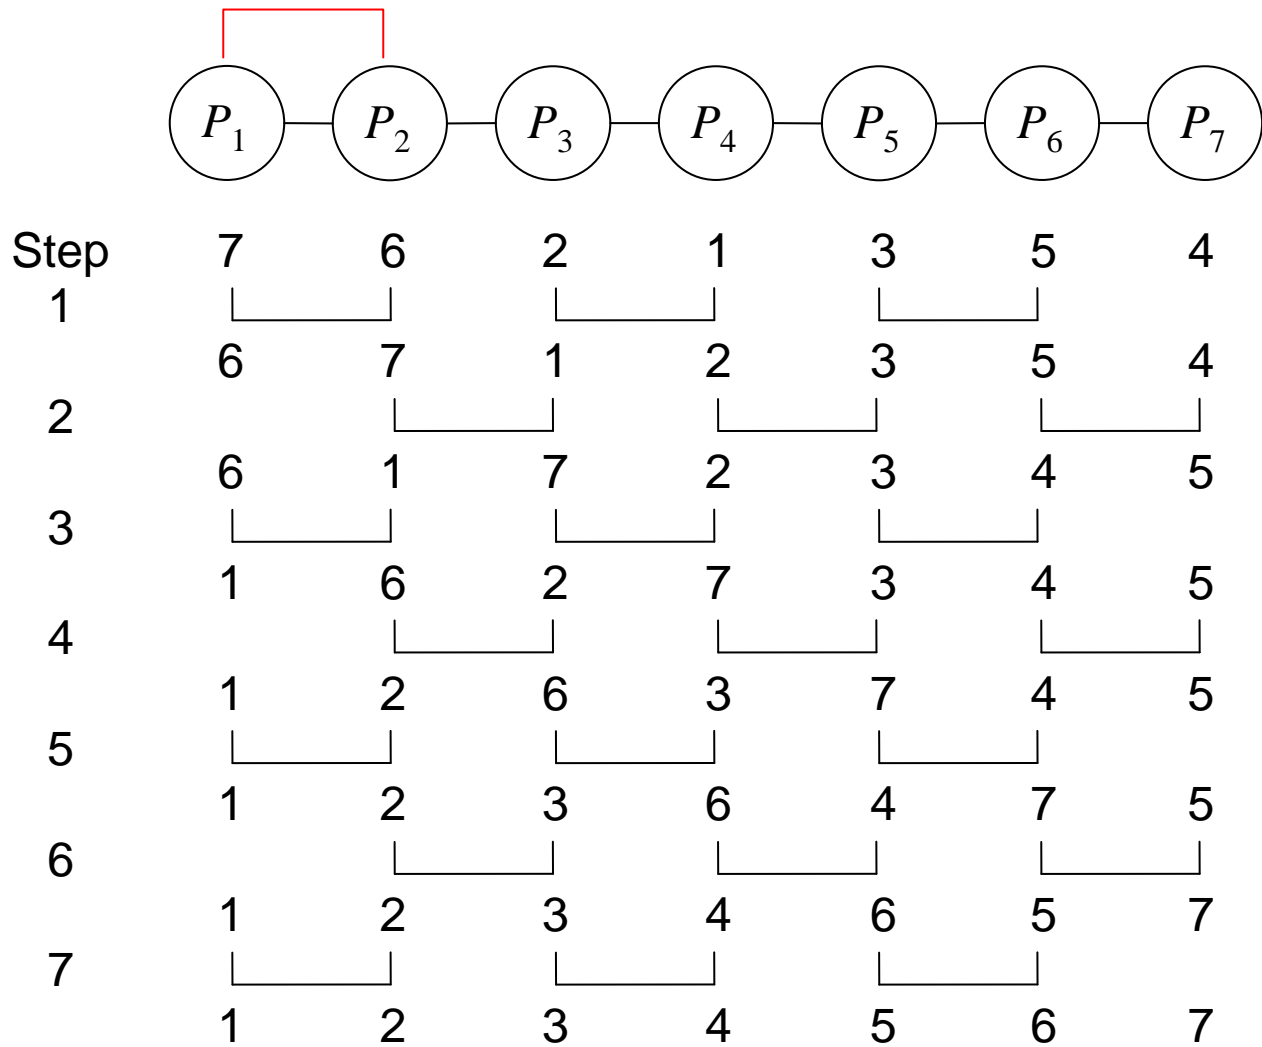 P1 P2 P3 P4 P5 P6 P7
Step 7 6 2 1 3 5 4
1
6 7 1 2 3 5 4
2
6 1 7 2 3 4 5
3
1 6 2 7 3 4 5
4
1 2 6 3 7 4 5
5
1 2 3 6 4 7 5
6
1 2 3 4 6 5 7
7
1 2 3 4 5 6 7